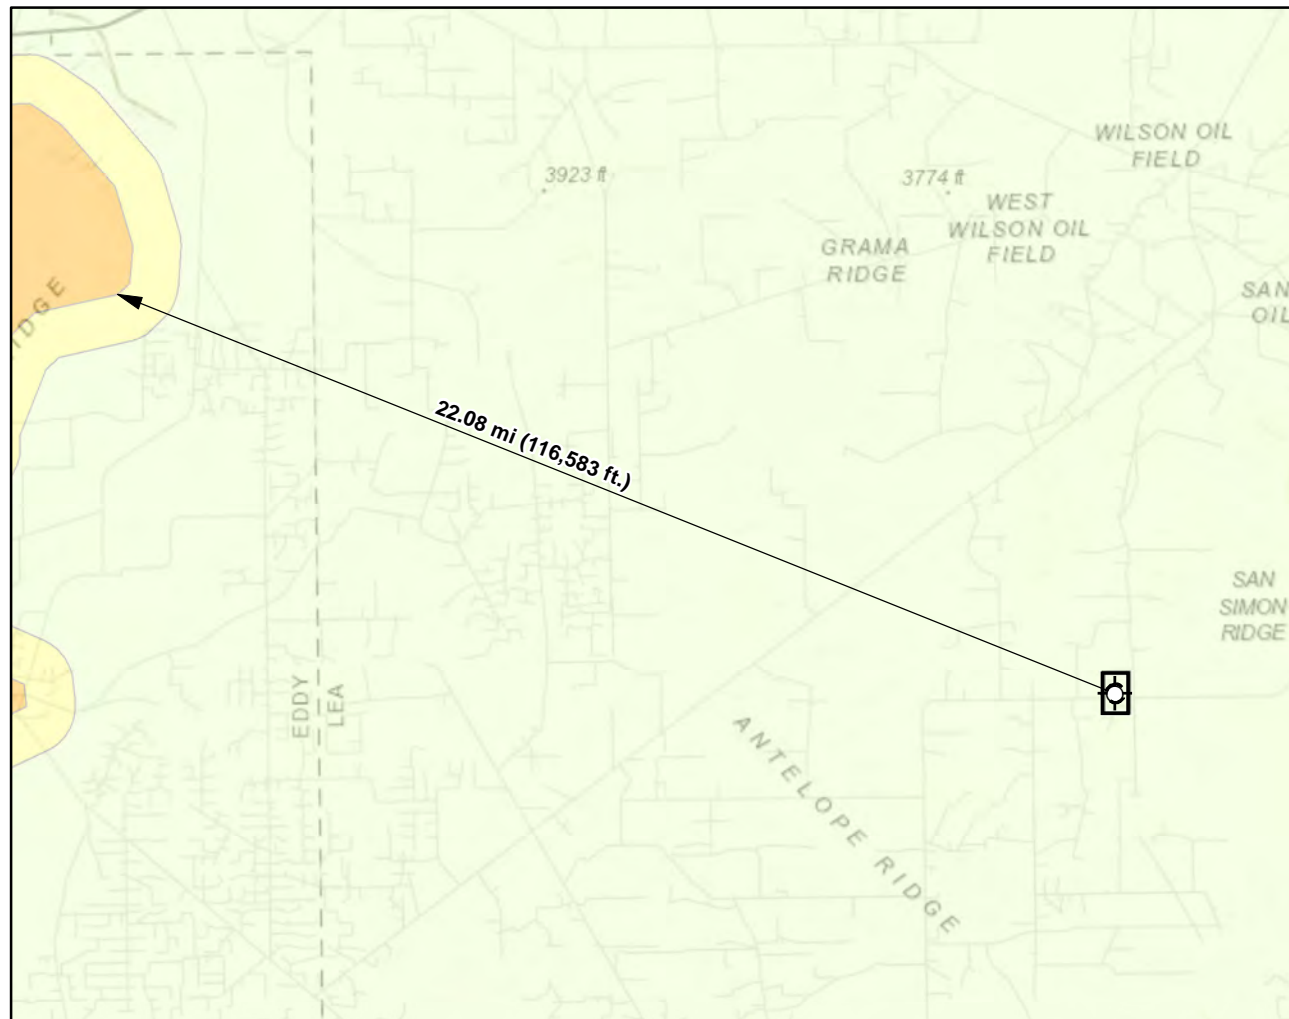 WILSON OIL
FIELD
3923 ft
3774 ft
WEST
WILSON OIL
FIELD
GRAMA
RIDGE
SAN
OIL
IDGE
22.08 mi (116,583 ft.)
SAN
SIMON
RIDGE
EDDY
LEA
ANTELOPE RIDGE